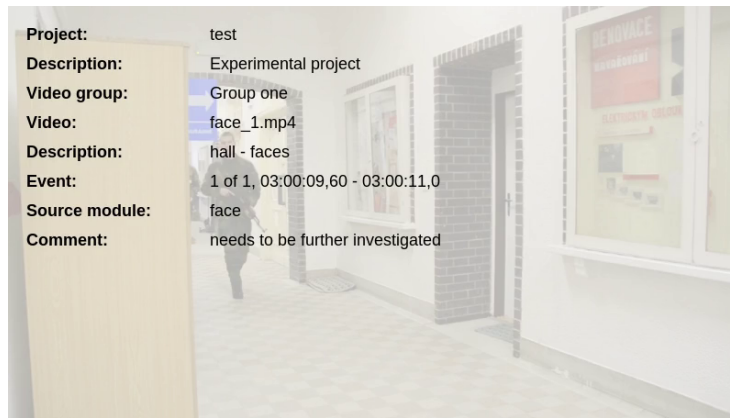 Project: test
Description: Experimental project
Video group: Group one
Video: face_1.mp4
Description: hall - faces
Event: 1 of 1, 03:00:09,60 - 03:00:11,0
Source module: face
Comment: needs to be further investigated
RENOVACE